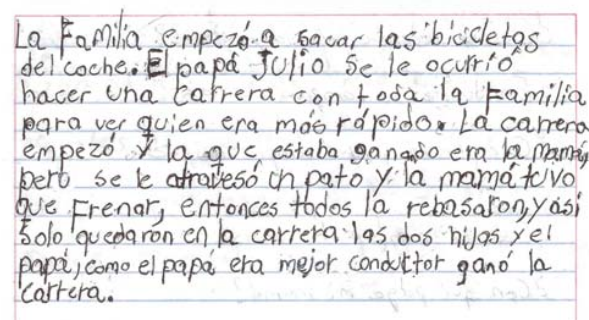 La Familia empezó a sacar las bicicletas
del coche. El papá Julio se le ocurrió
hacer una carrera con toda la Familia
para ver quien era más rápido. La carrera
empezó y la que estaba ganando era la mamá,
pero se le atravesó un pato y la mamá tuvo
que Frenar, entonces todos la rebasaron, y así
solo quedaron en la carrera las dos hijas y el
papá, como el papá era mejor conductor ganó la
carrera.